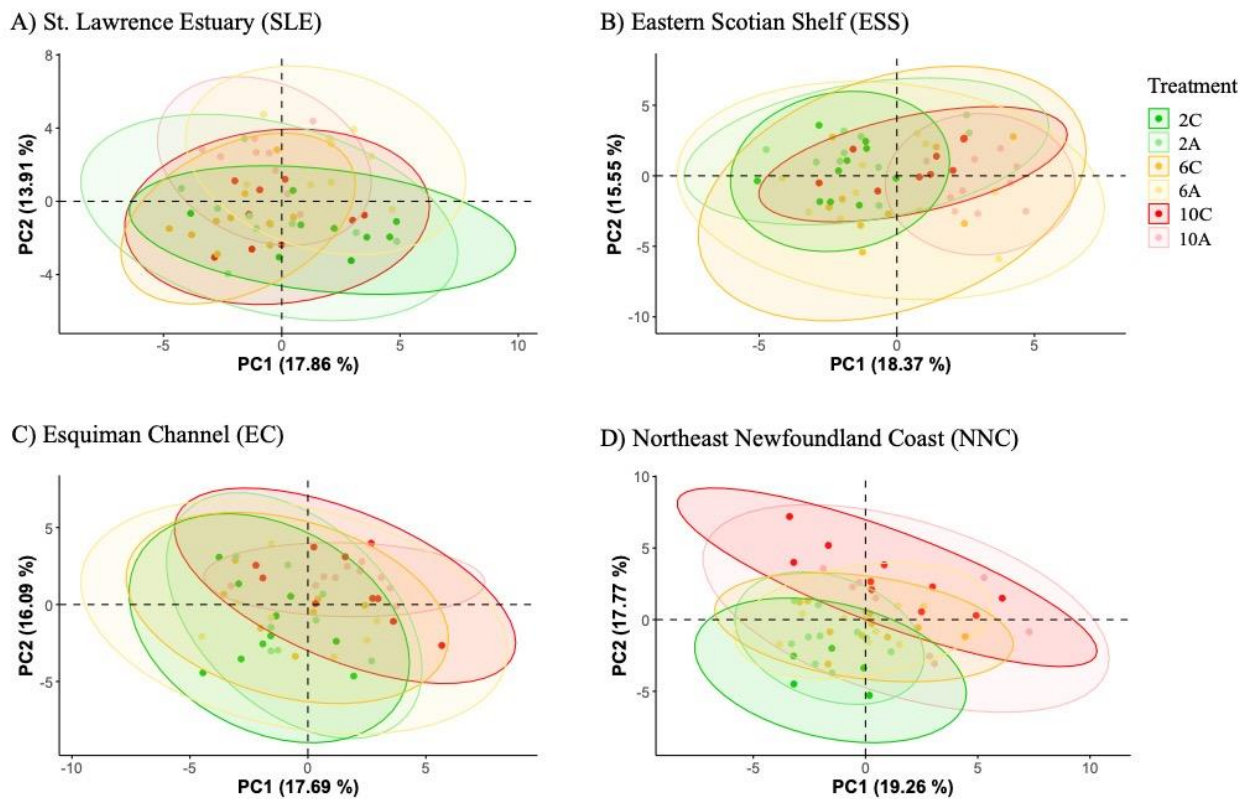 A) St. Lawrence Estuary (SLE)
8
4
0
-4
PC2 (13.91 %)
-5
0
5
10
PC1 (17.86 %)
B) Eastern Scotian Shelf (ESS)
5
0
-5
-10
PC2 (15.55 %)
-5
0
5
PC1 (18.37 %)
Treatment
2C
2A
6C
6A
10C
10A
C) Esquiman Channel (EC)
5
0
-5
PC2 (16.09 %)
-10
-5
0
5
PC1 (17.69 %)
D) Northeast Newfoundland Coast (NNC)
10
5
0
-5
PC2 (17.77 %)
-5
0
5
10
PC1 (19.26 %)